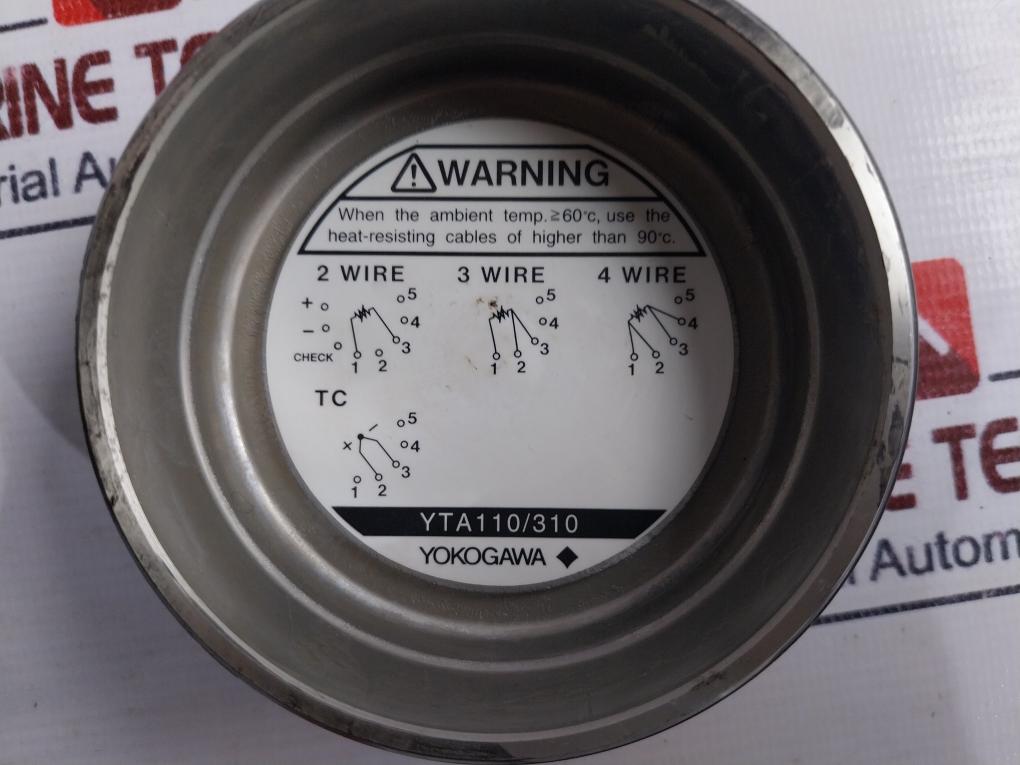 RINE TE
rial Au
WARNING
When the ambient temp.≥60°c, use the
heat-resisting cables of higher than 90°c.
2 WIRE 3 WIRE 4 WIRE
+ 5 5 5
− 4 4 4
CHECK 3 3 3
1 2 1 2 1 2
TC
− 5
+ 4
3
1 2
YTA110/310
YOKOGAWA
E TE
l Autom